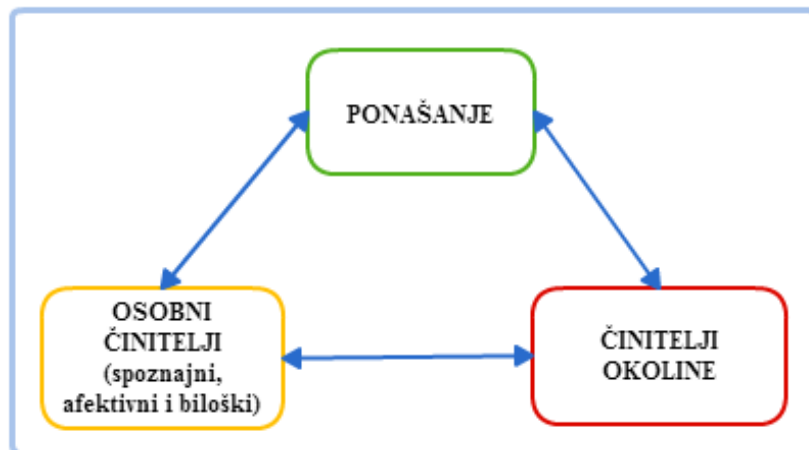 PONAŠANJE
OSOBNI
ČINITELJI
(spoznajni,
afektivni i biloški)
ČINITELJI
OKOLINE